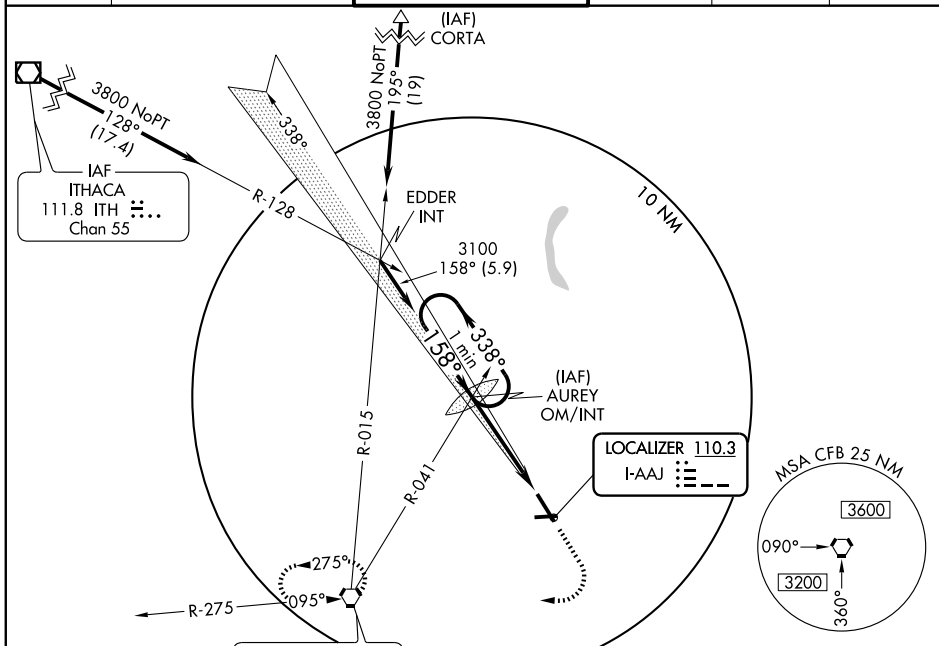 (IAF)
CORTA
3800 NoPT
195°
(19)
3800 NoPT
128°
(17.4)
338°
IAF
ITHACA
111.8 ITH
Chan 55
R-128
EDDER
INT
10 NM
3100
158° (5.9)
338°
1 min
158°
(IAF)
AUREY
OM/INT
R-015
R-041
LOCALIZER 110.3
I-AAJ
MSA CFB 25 NM
3600
090°
3200
360°
275°
095°
R-275